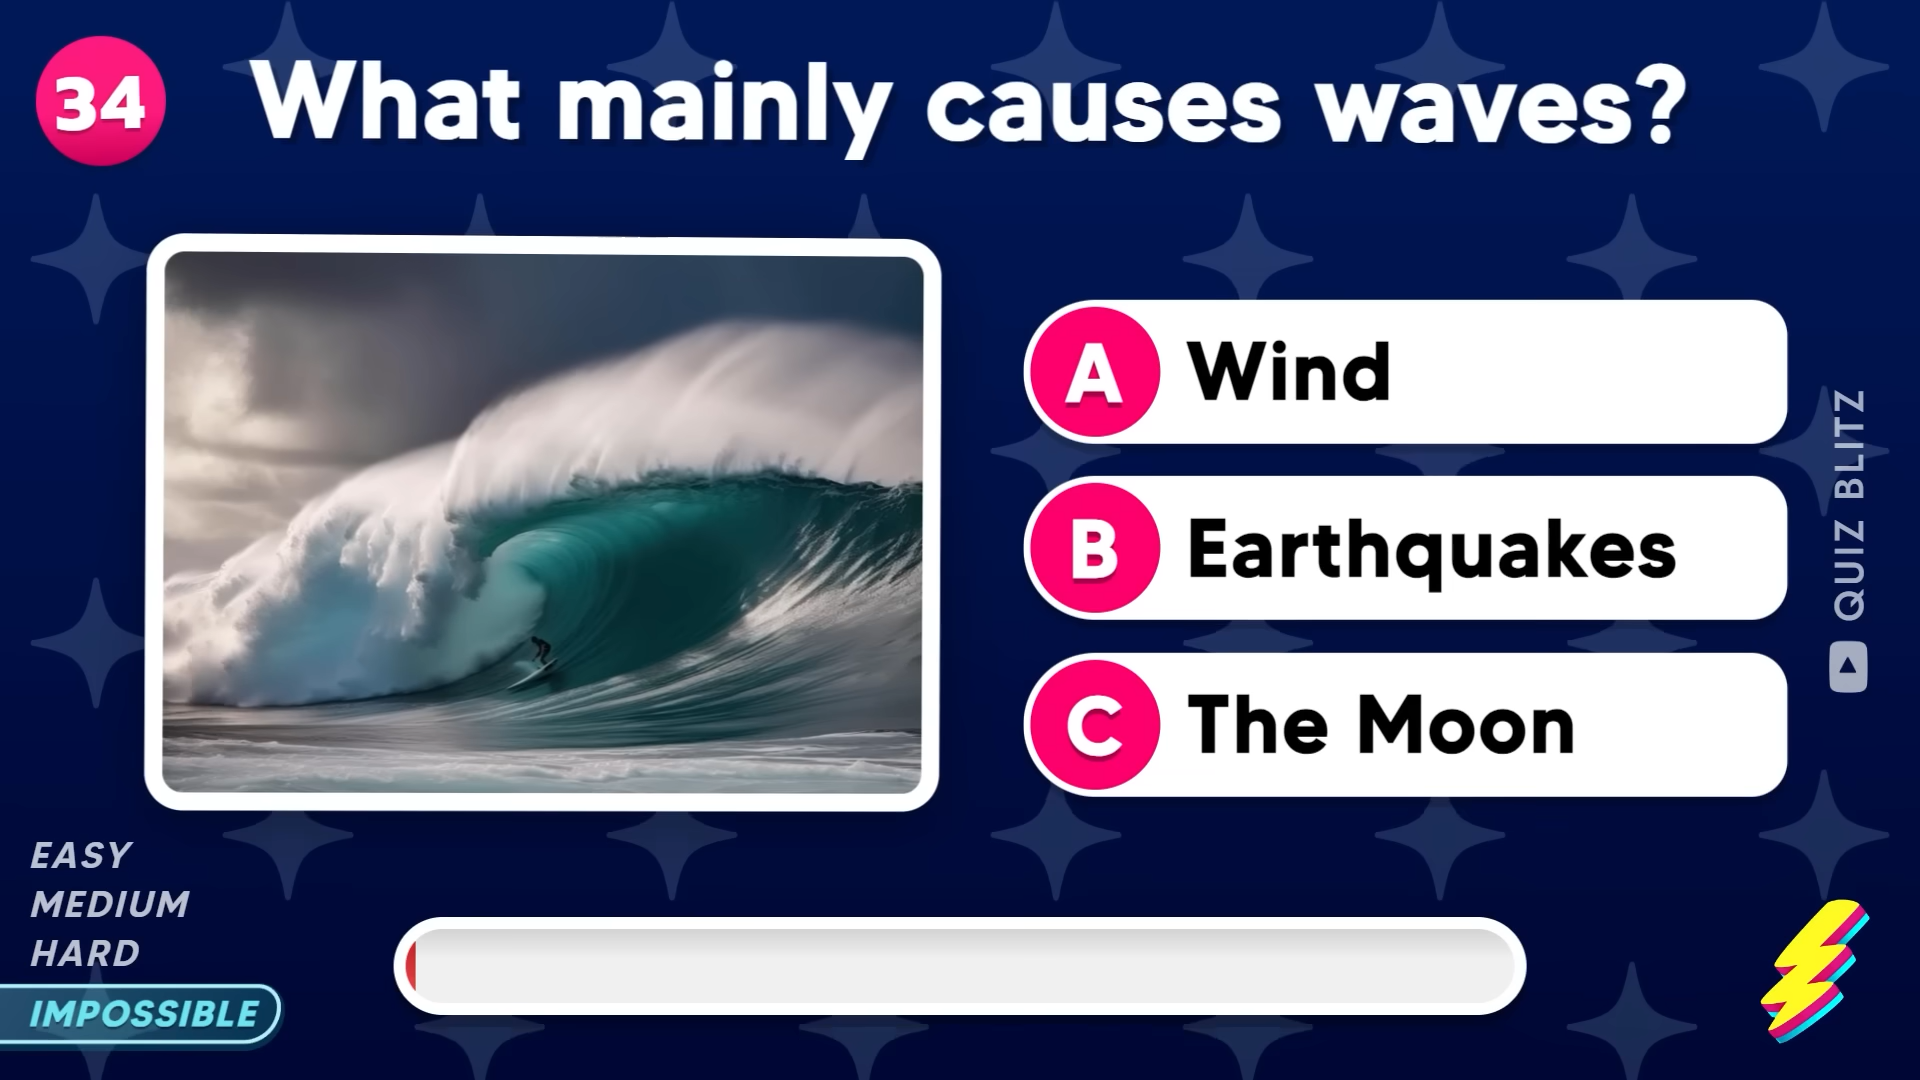 34
What mainly causes waves?
A Wind
B Earthquakes
C The Moon
QUIZ BLITZ
EASY
MEDIUM
HARD
IMPOSSIBLE